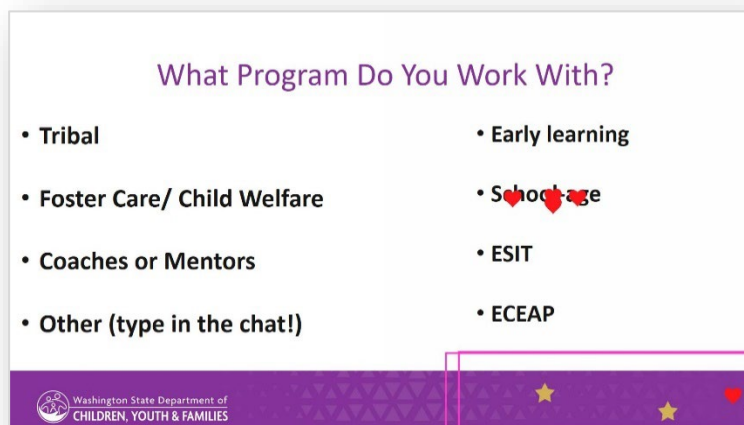 What Program Do You Work With?
• Tribal
• Foster Care/ Child Welfare
• Coaches or Mentors
• Other (type in the chat!)
• Early learning
• School-age
• ESIT
• ECEAP
Washington State Department of
CHILDREN, YOUTH & FAMILIES